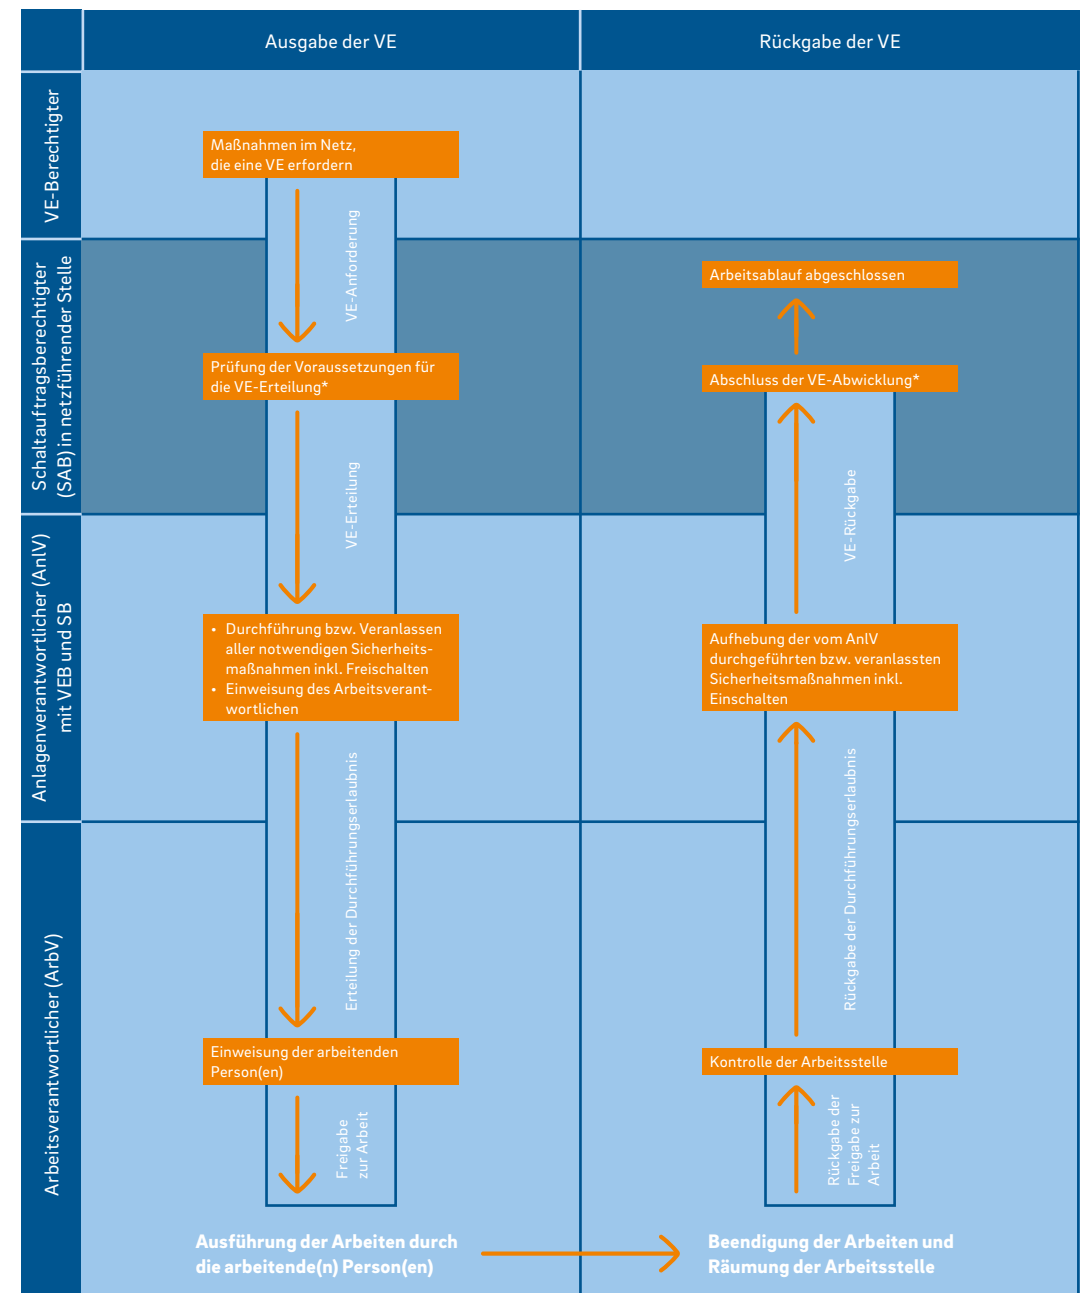 Ausgabe der VE
Rückgabe der VE
VE-Berechtigter
Maßnahmen im Netz,
die eine VE erfordern
VE-Anforderung
Schaltauftragsberechtigter
(SAB) in netzführender Stelle
Prüfung der Voraussetzungen für
die VE-Erteilung*
VE-Erteilung
Arbeitsablauf abgeschlossen
Abschluss der VE-Abwicklung*
VE-Rückgabe
Anlagenverantwortlicher (AnlV)
mit VEB und SB
• Durchführung bzw. Veranlassen
aller notwendigen Sicherheits-
maßnahmen inkl. Freischalten
• Einweisung des Arbeitsverant-
wortlichen
Erteilung der Durchführungserlaubnis
Aufhebung der vom AnlV
durchgeführten bzw. veranlassten
Sicherheitsmaßnahmen inkl.
Einschalten
Rückgabe der Durchführungserlaubnis
Arbeitsverantwortlicher (ArbV)
Einweisung der arbeitenden
Person(en)
Freigabe
zur Arbeit
Kontrolle der Arbeitsstelle
Rückgabe der
Freigabe zur
Arbeit
Ausführung der Arbeiten durch
die arbeitende(n) Person(en)
Beendigung der Arbeiten und
Räumung der Arbeitsstelle